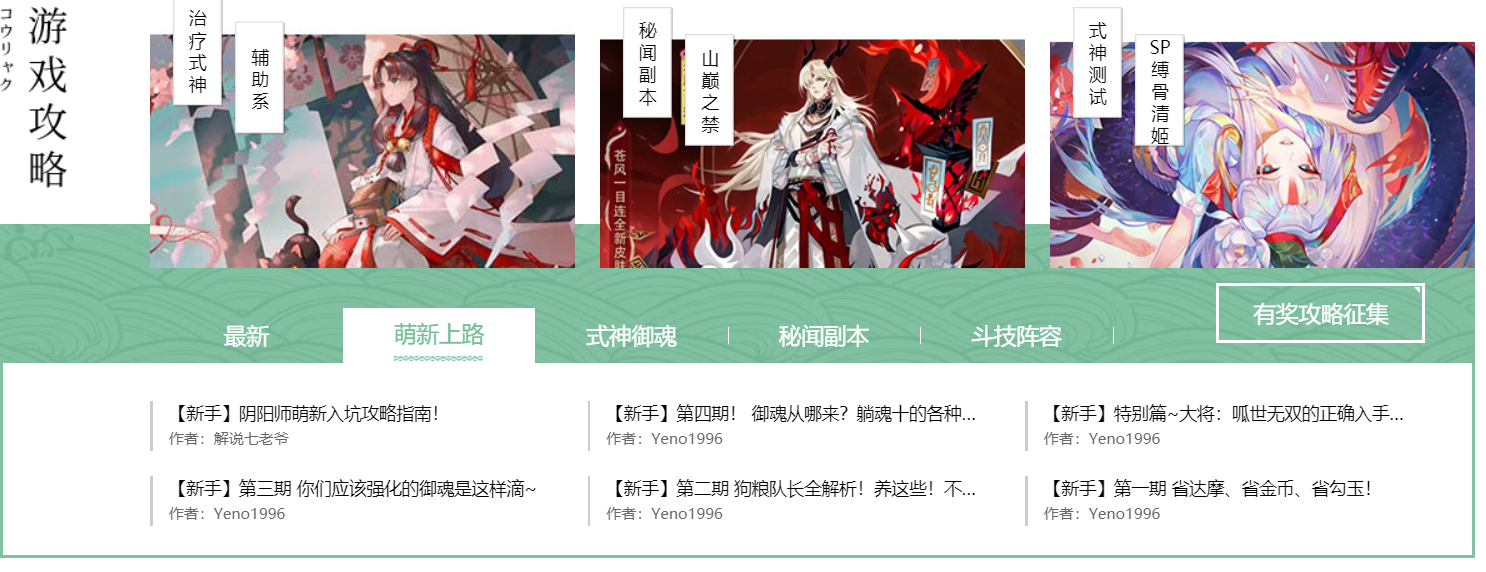 コウリャク
游戏攻略
治疗式神
辅助系
秘闻副本
山巅之禁
苍风一目连全新皮肤
式神测试
SP缚骨清姬
有奖攻略征集
最新
萌新上路
式神御魂
秘闻副本
斗技阵容
【新手】阴阳师萌新入坑攻略指南！
作者：解说七老爷
【新手】第四期！ 御魂从哪来？躺魂十的各种...
作者：Yeno1996
【新手】特别篇~大将：呱世无双的正确入手...
作者：Yeno1996
【新手】第三期 你们应该强化的御魂是这样滴~
作者：Yeno1996
【新手】第二期 狗粮队长全解析！养这些！不...
作者：Yeno1996
【新手】第一期 省达摩、省金币、省勾玉！
作者：Yeno1996